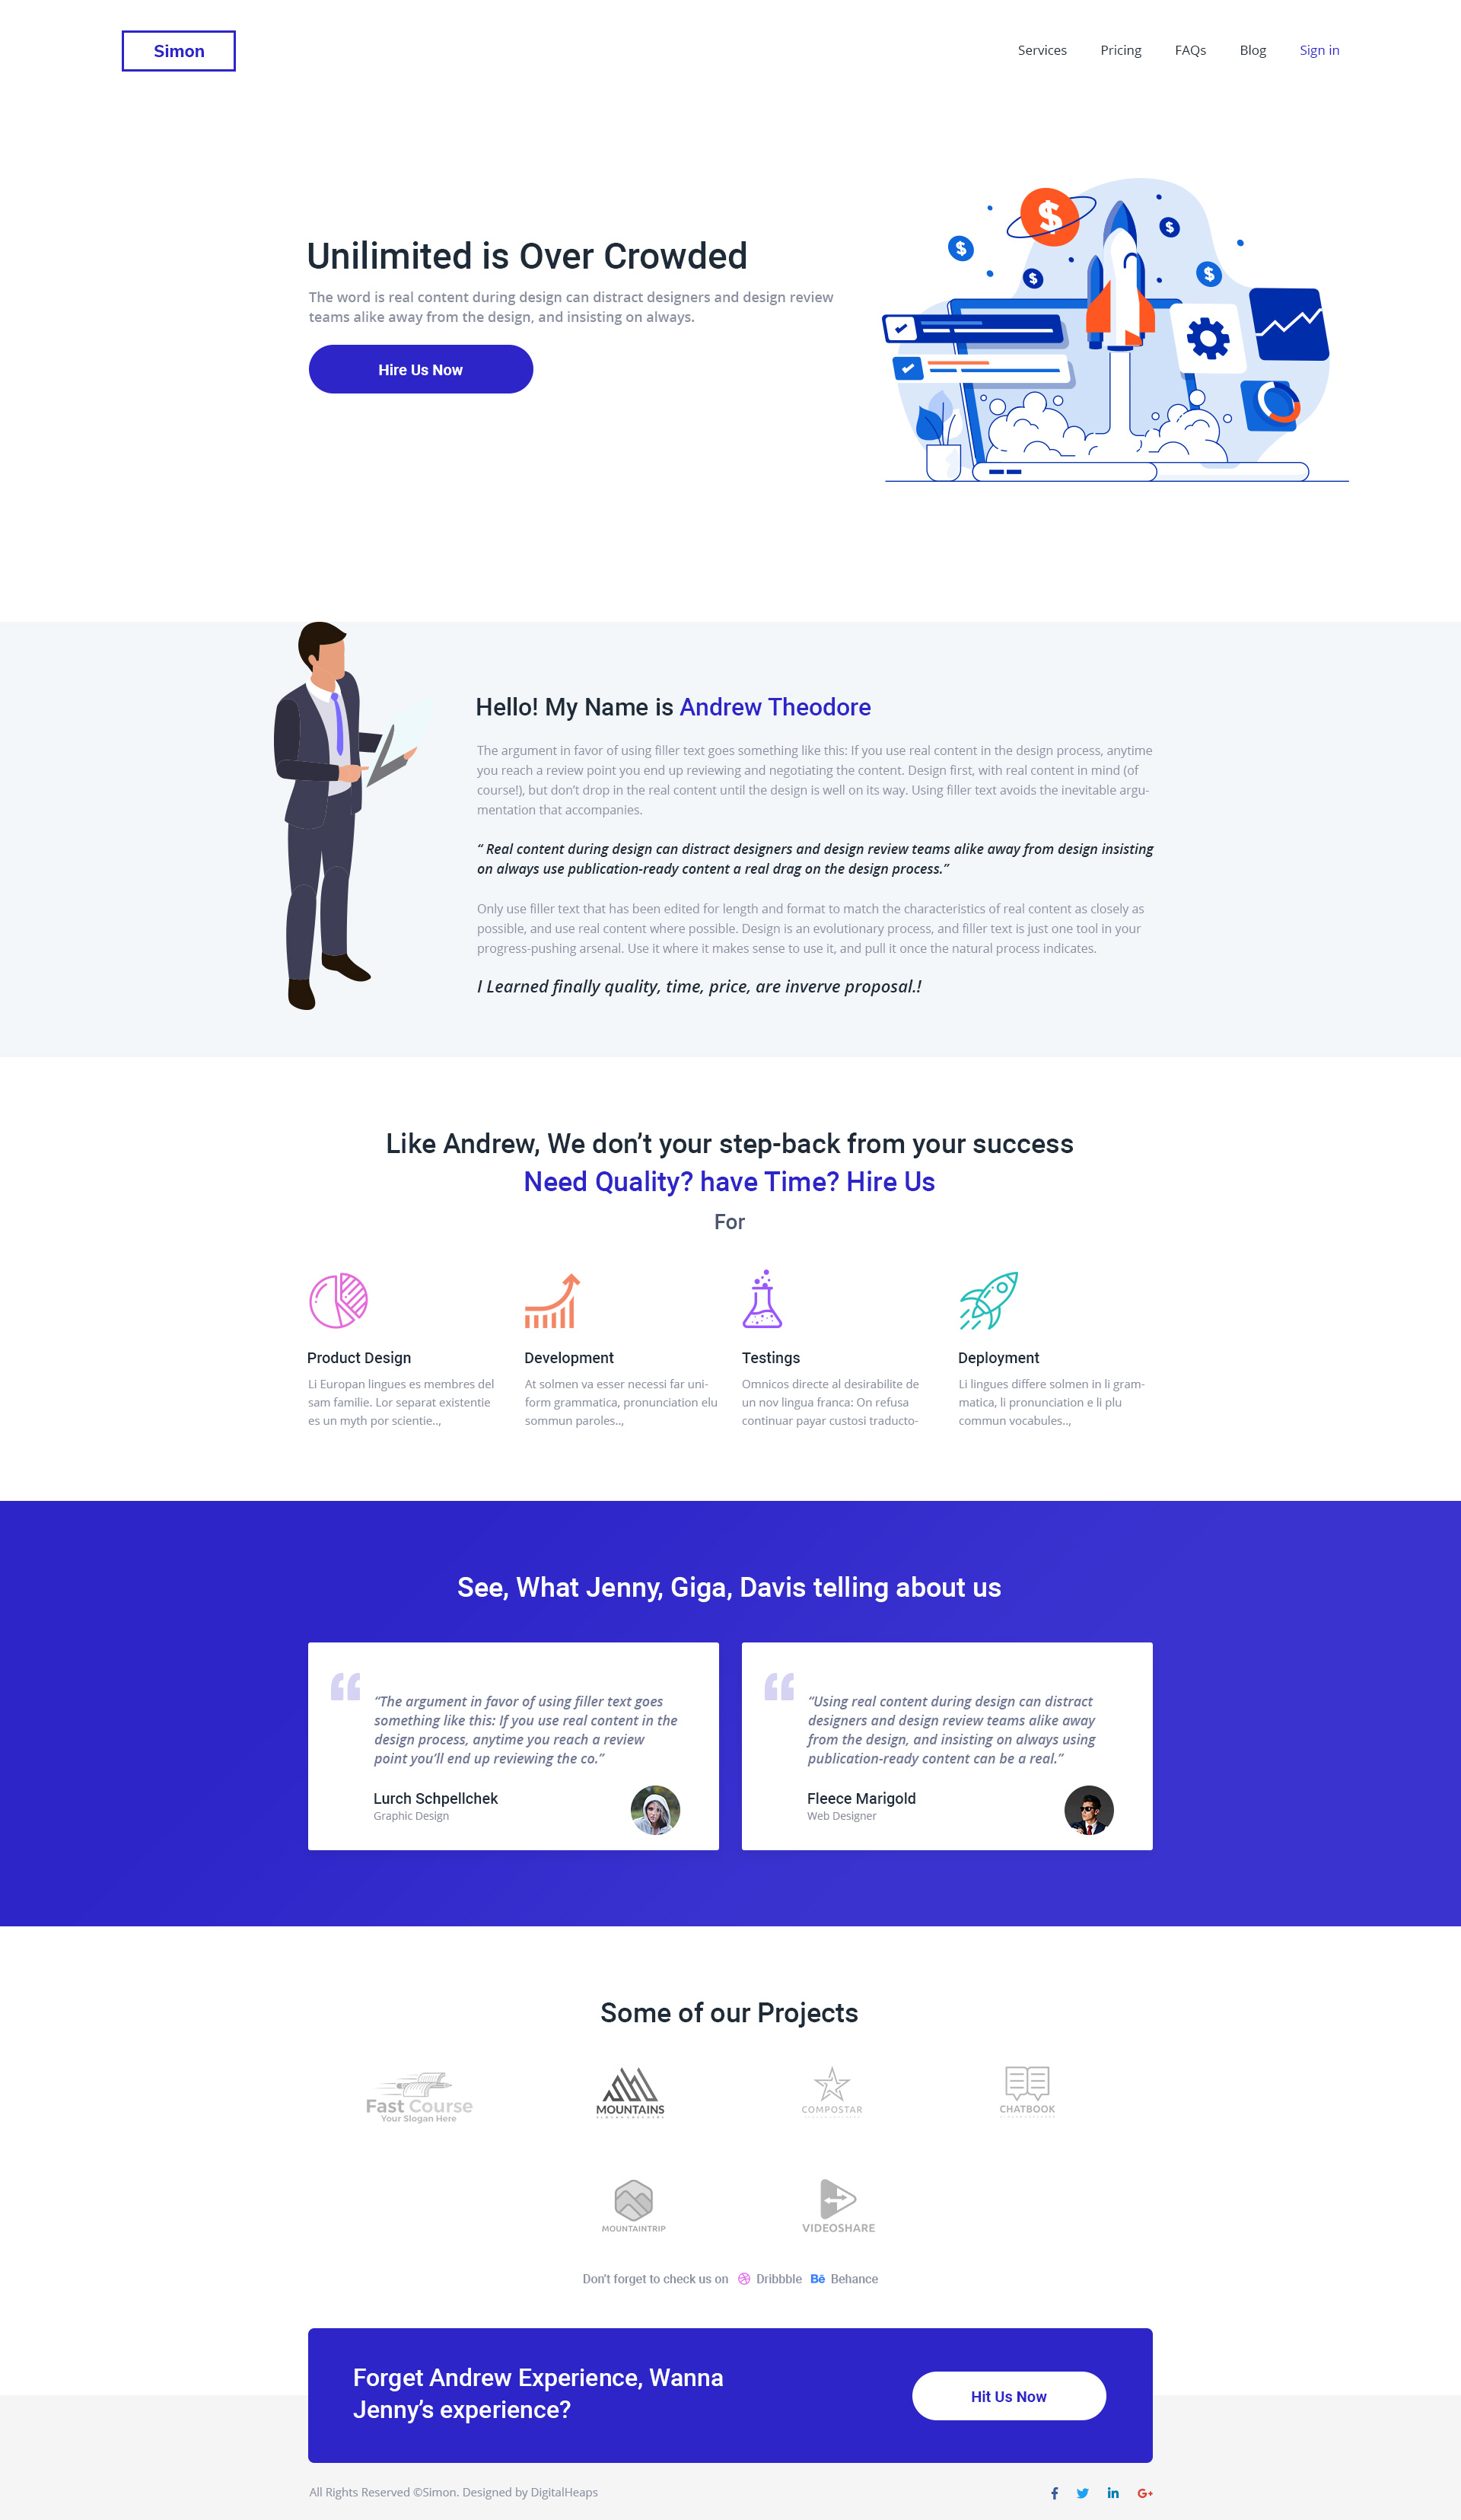 Simon
Services Pricing FAQs Blog Sign in
Unilimited is Over Crowded
The word is real content during design can distract designers and design review
teams alike away from the design, and insisting on always.
Hire Us Now
Hello! My Name is Andrew Theodore
The argument in favor of using filler text goes something like this: If you use real content in the design process, anytime
you reach a review point you end up reviewing and negotiating the content. Design first, with real content in mind (of
course!), but don’t drop in the real content until the design is well on its way. Using filler text avoids the inevitable argu-
mentation that accompanies.
“ Real content during design can distract designers and design review teams alike away from design insisting
on always use publication-ready content a real drag on the design process.”
Only use filler text that has been edited for length and format to match the characteristics of real content as closely as
possible, and use real content where possible. Design is an evolutionary process, and filler text is just one tool in your
progress-pushing arsenal. Use it where it makes sense to use it, and pull it once the natural process indicates.
I Learned finally quality, time, price, are inverve proposal.!
Like Andrew, We don’t your step-back from your success
Need Quality? have Time? Hire Us
For
Product Design
Li Europan lingues es membres del
sam familie. Lor separat existentie
es un myth por scientie..,
Development
At solmen va esser necessi far uni-
form grammatica, pronunciation elu
sommun paroles..,
Testings
Omnicos directe al desirabilite de
un nov lingua franca: On refusa
continuar payar custosi traducto-
Deployment
Li lingues differe solmen in li gram-
matica, li pronunciation e li plu
commun vocabules..,
See, What Jenny, Giga, Davis telling about us
“The argument in favor of using filler text goes
something like this: If you use real content in the
design process, anytime you reach a review
point you’ll end up reviewing the co.”
Lurch Schpellchek
Graphic Design
“Using real content during design can distract
designers and design review teams alike away
from the design, and insisting on always using
publication-ready content can be a real.”
Fleece Marigold
Web Designer
Some of our Projects
Fast Course
Your Slogan Here
MOUNTAINS
COMPOSTAR
CHATBOOK
MOUNTAINTRIP
VIDEOSHARE
Don’t forget to check us on Dribbble Bē Behance
Forget Andrew Experience, Wanna
Jenny’s experience?
Hit Us Now
All Rights Reserved ©Simon. Designed by DigitalHeaps